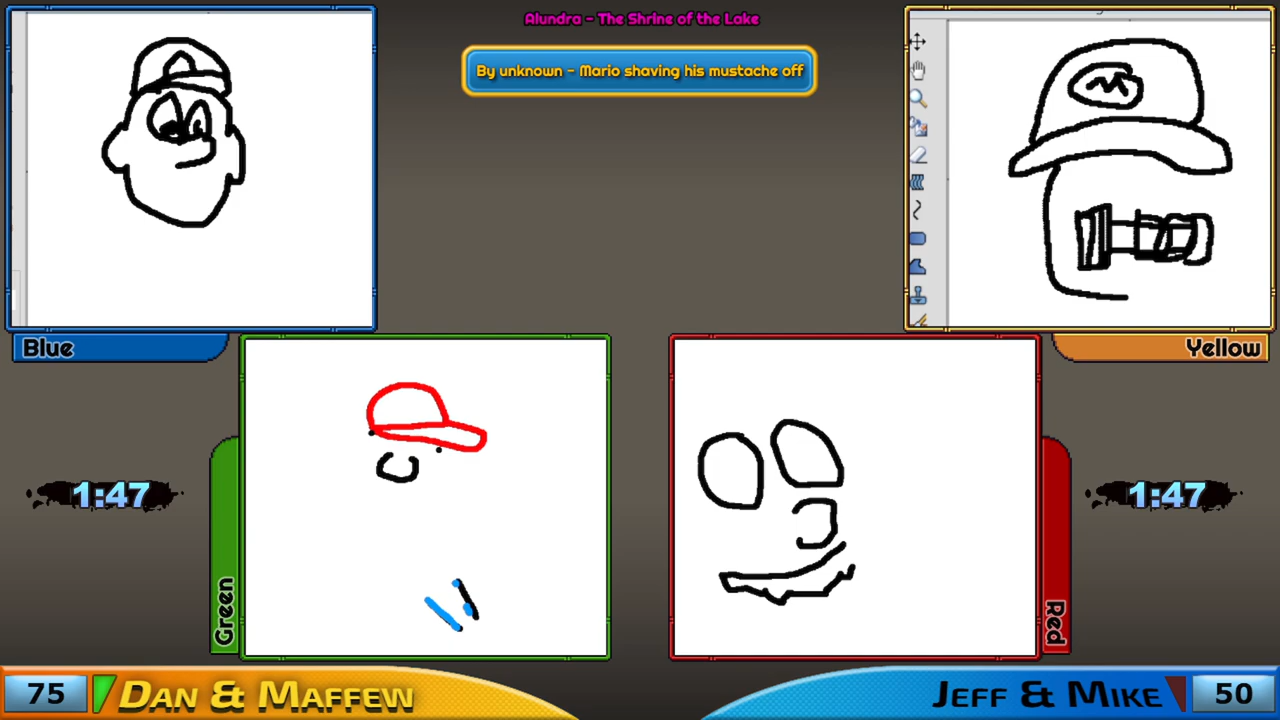 Alundra - The Shrine of the Lake
By unknown - Mario shaving his mustache off
M
Blue
Yellow
1:47
1:47
Green
Red
75
DAN & MAFFEW
JEFF & MIKE
50